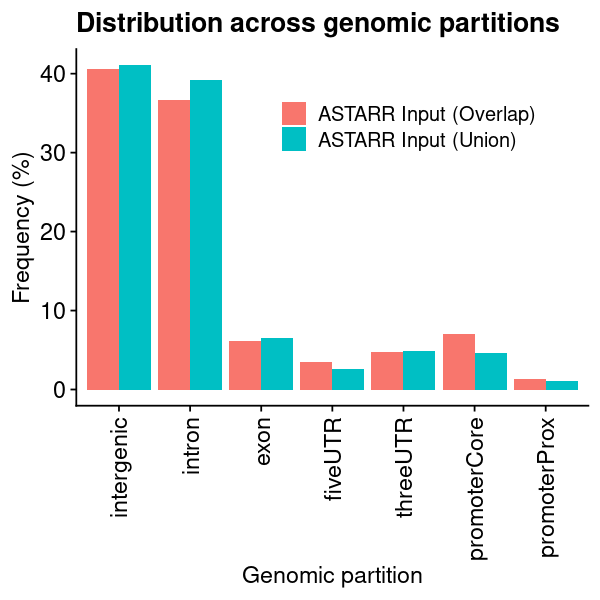 Distribution across genomic partitions
Frequency (%)
40
30
20
10
0
ASTARR Input (Overlap)
ASTARR Input (Union)
intergenic
intron
exon
fiveUTR
threeUTR
promoterCore
promoterProx
Genomic partition